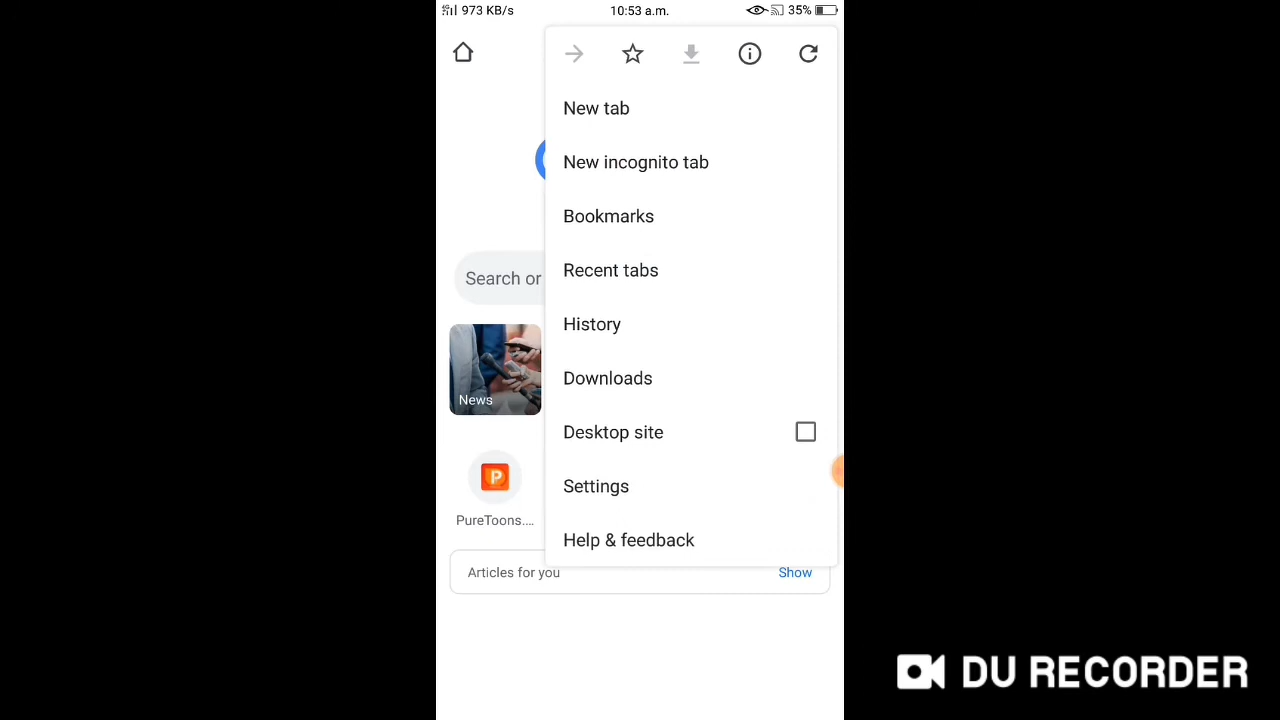 4G 973 KB/s
10:53 a.m.
35%
New tab
New incognito tab
Bookmarks
Recent tabs
History
Downloads
Desktop site
Settings
Help & feedback
Search or
News
P
PureToons....
Articles for you
Show
DU RECORDER